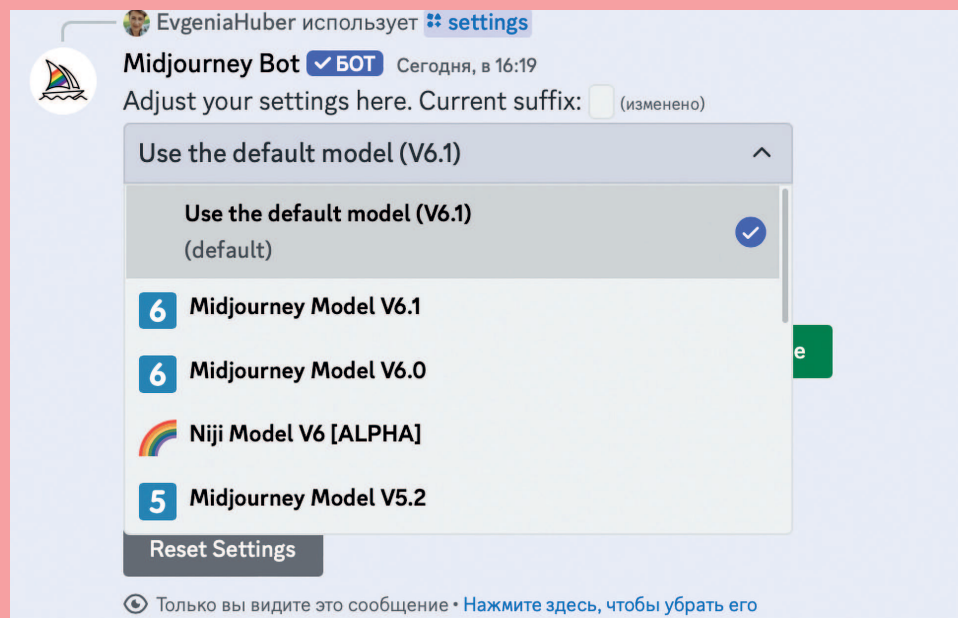 EvgeniaHuber использует settings
Midjourney Bot БОТ Сегодня, в 16:19
Adjust your settings here. Current suffix: (изменено)
Use the default model (V6.1)
Use the default model (V6.1)
(default)
6 Midjourney Model V6.1
6 Midjourney Model V6.0
Niji Model V6 [ALPHA]
5 Midjourney Model V5.2
e
Reset Settings
Только вы видите это сообщение • Нажмите здесь, чтобы убрать его